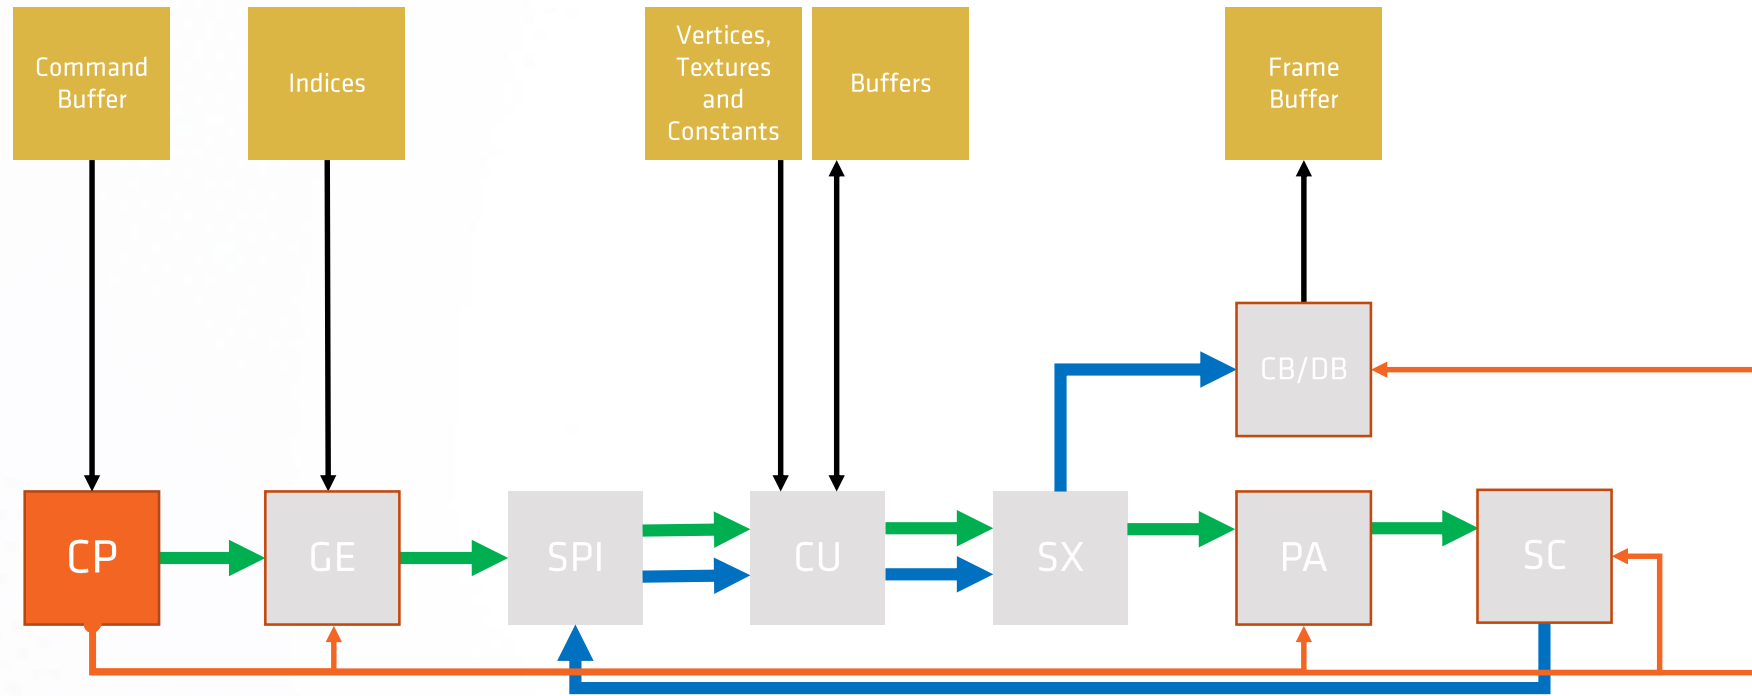 Command
Buffer
Indices
Vertices,
Textures
and
Constants
Buffers
Frame
Buffer
CB/DB
CP
GE
SPI
CU
SX
PA
SC